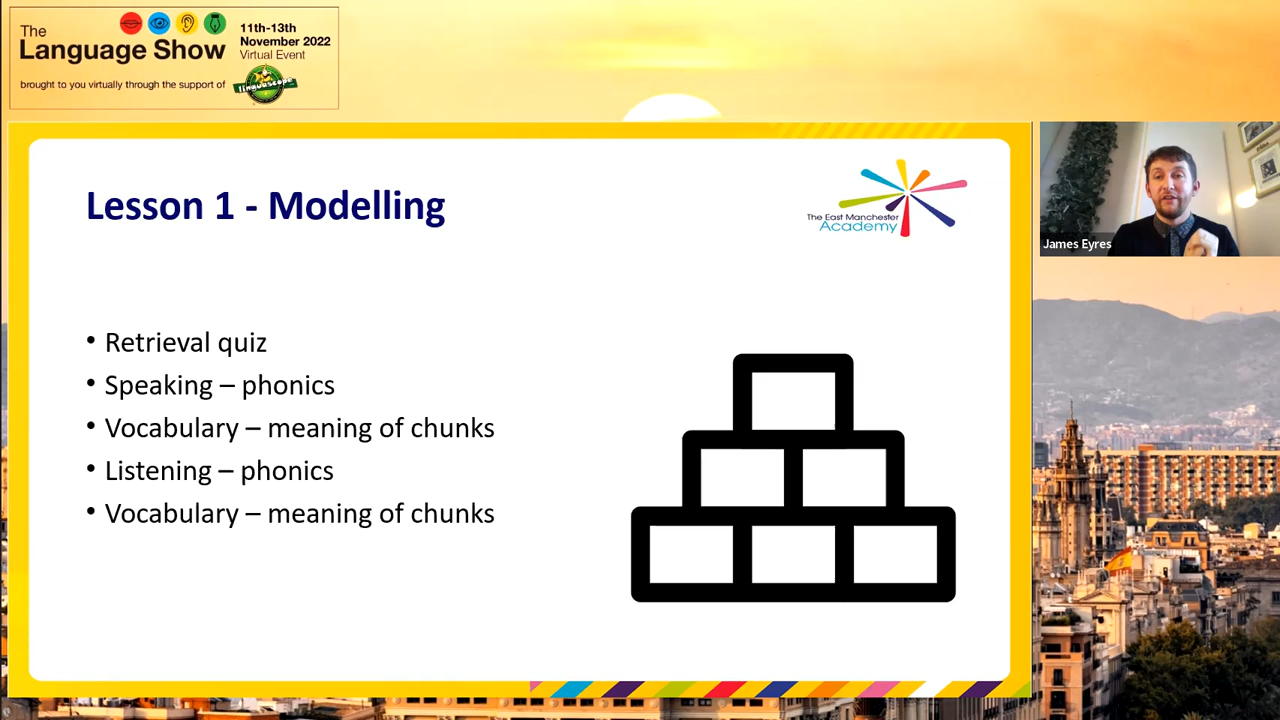 The
Language Show
11th-13th
November 2022
Virtual Event
brought to you virtually through the support of
linguascope
Lesson 1 - Modelling
The East Manchester
Academy
• Retrieval quiz
• Speaking – phonics
• Vocabulary – meaning of chunks
• Listening – phonics
• Vocabulary – meaning of chunks
James Eyres